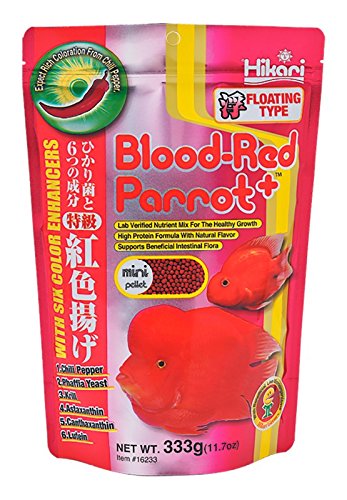 Expect Rich Coloration From Chili Pepper
Hikari
浮 FLOATING
TYPE
Blood-Red
Parrot+™
Lab Verified Nutrient Mix For The Healthy Growth
High Protein Formula With Natural Flavor
Supports Beneficial Intestinal Flora
mini
pellet
ひかり菌と
6つの成分
特級
紅色揚げ
WITH SIX COLOR ENHANCERS
1.Chili Pepper
2.Phaffia Yeast
3.Krill
4.Astaxanthin
5.Canthaxanthin
6.Lutein
NET WT. 333g (11.7oz)
Item #16233